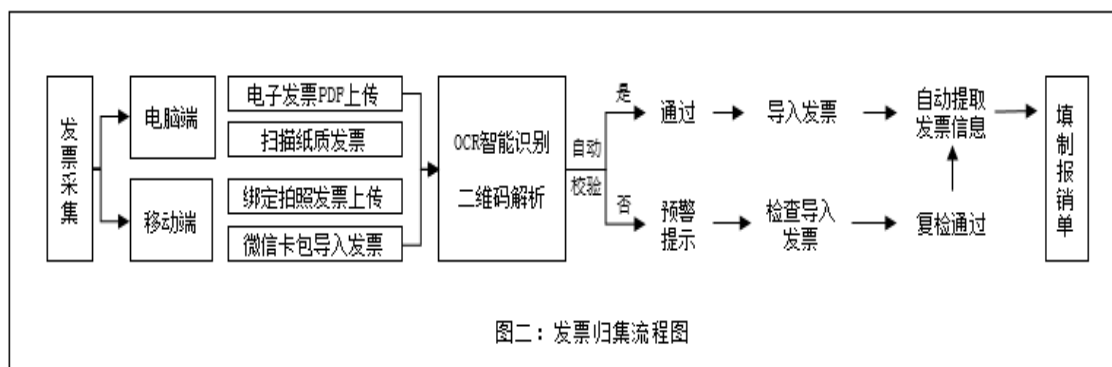 发票采集
电脑端
移动端
电子发票PDF上传
扫描纸质发票
绑定拍照发票上传
微信卡包导入发票
OCR智能识别
二维码解析
自动
校验
是
否
通过
导入发票
自动提取
发票信息
预警
提示
检查导入
发票
复检通过
填制报销单
图二：发票归集流程图